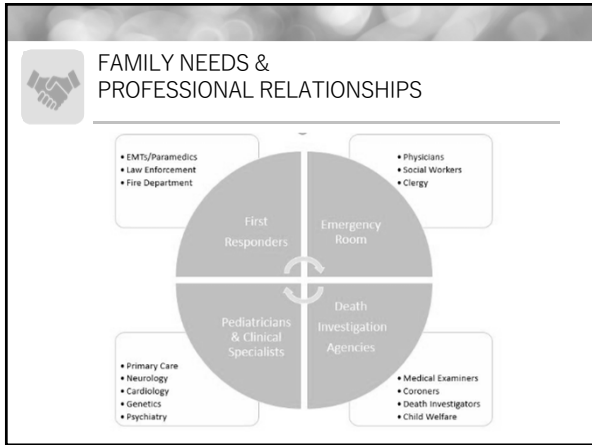 FAMILY NEEDS &
PROFESSIONAL RELATIONSHIPS
• EMTs/Paramedics
• Law Enforcement
• Fire Department
• Physicians
• Social Workers
• Clergy
First
Responders
Emergency
Room
Pediatricians
& Clinical
Specialists
Death
Investigation
Agencies
• Primary Care
• Neurology
• Cardiology
• Genetics
• Psychiatry
• Medical Examiners
• Coroners
• Death Investigators
• Child Welfare